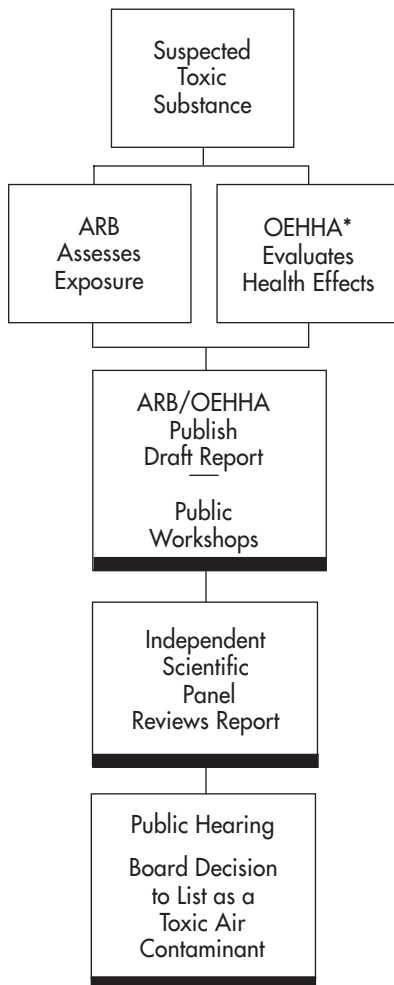 Suspected
Toxic
Substance
ARB
Assesses
Exposure
OEHHA*
Evaluates
Health Effects
ARB/OEHHA
Publish
Draft Report
Public
Workshops
Independent
Scientific
Panel
Reviews Report
Public Hearing
Board Decision
to List as a
Toxic Air
Contaminant